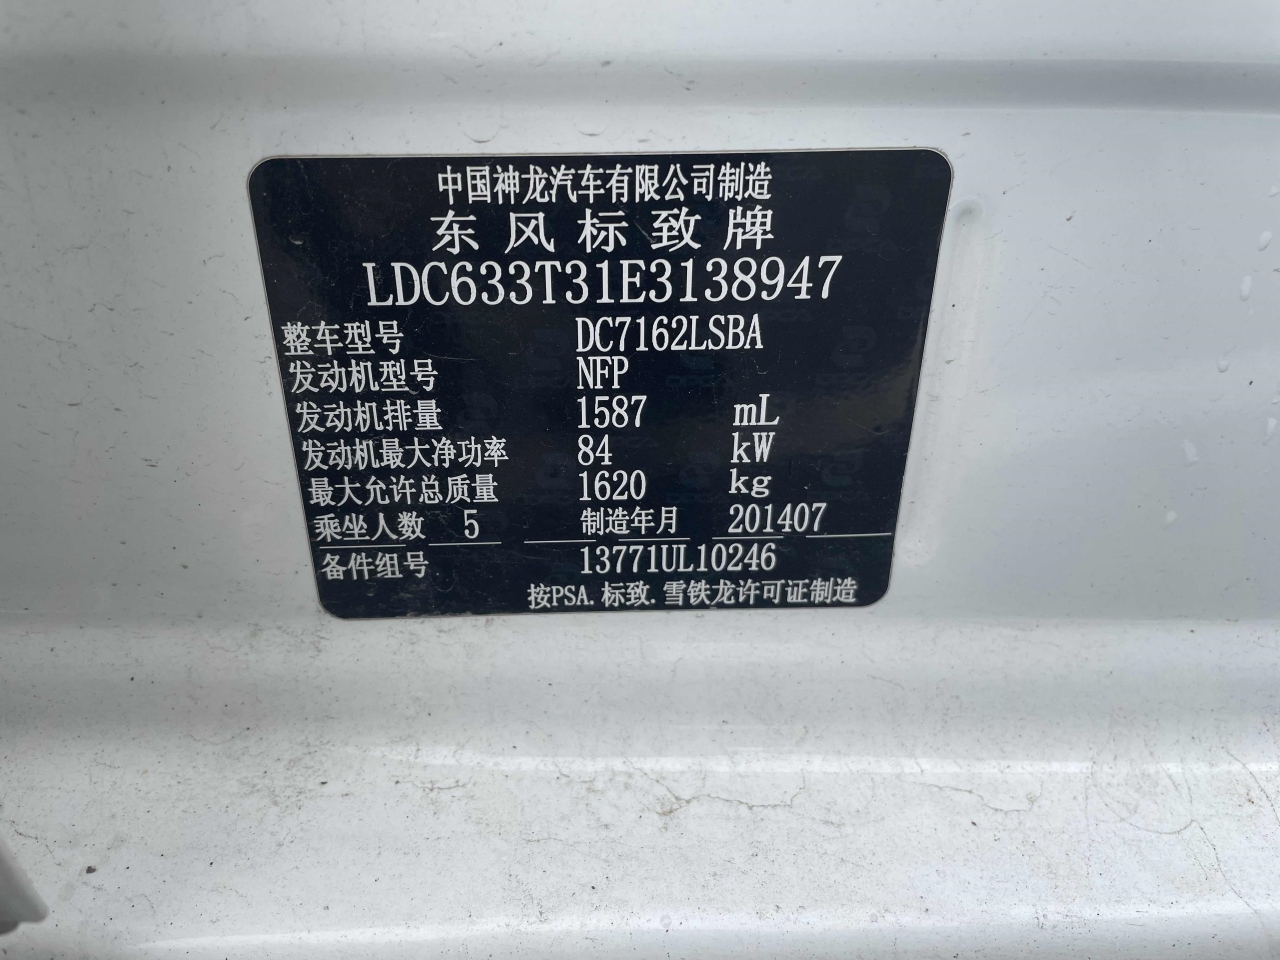 中国神龙汽车有限公司制造
东风标致牌
LDC633T31E3138947
整车型号 DC7162LSBA
发动机型号 NFP
发动机排量 1587 mL
发动机最大净功率 84 kW
最大允许总质量 1620 kg
乘坐人数 5 制造年月 201407
备件组号 13771UL10246
按PSA.标致.雪铁龙许可证制造